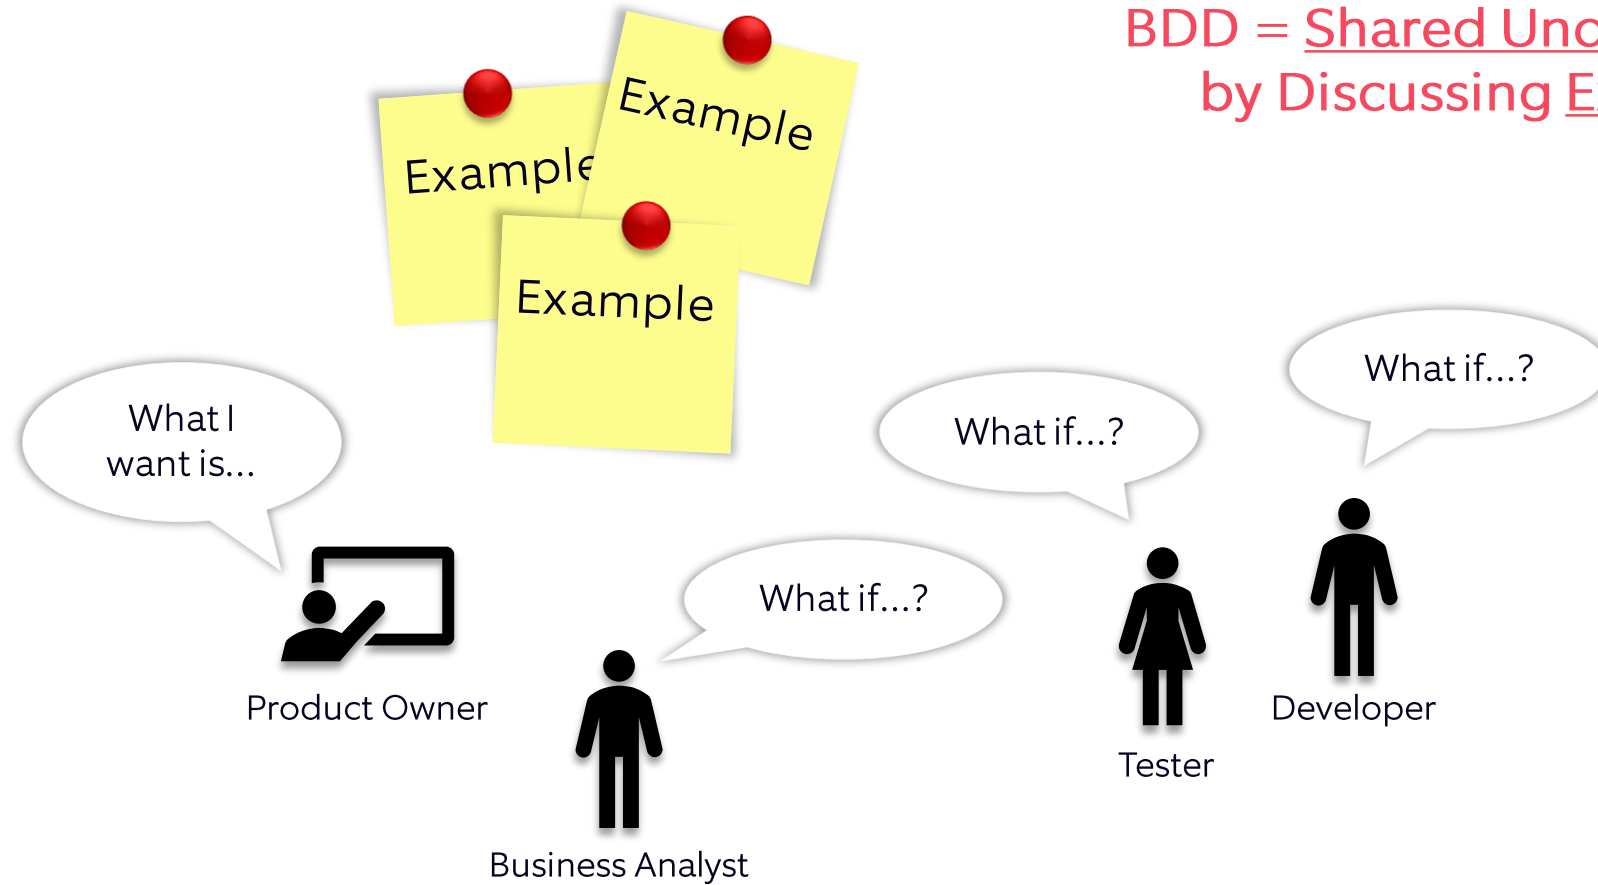 BDD = Shared
by Discussing
Example
Example
Example
What I
want is...
What if...?
What if...?
What if...?
Product Owner
Business Analyst
Tester
Developer